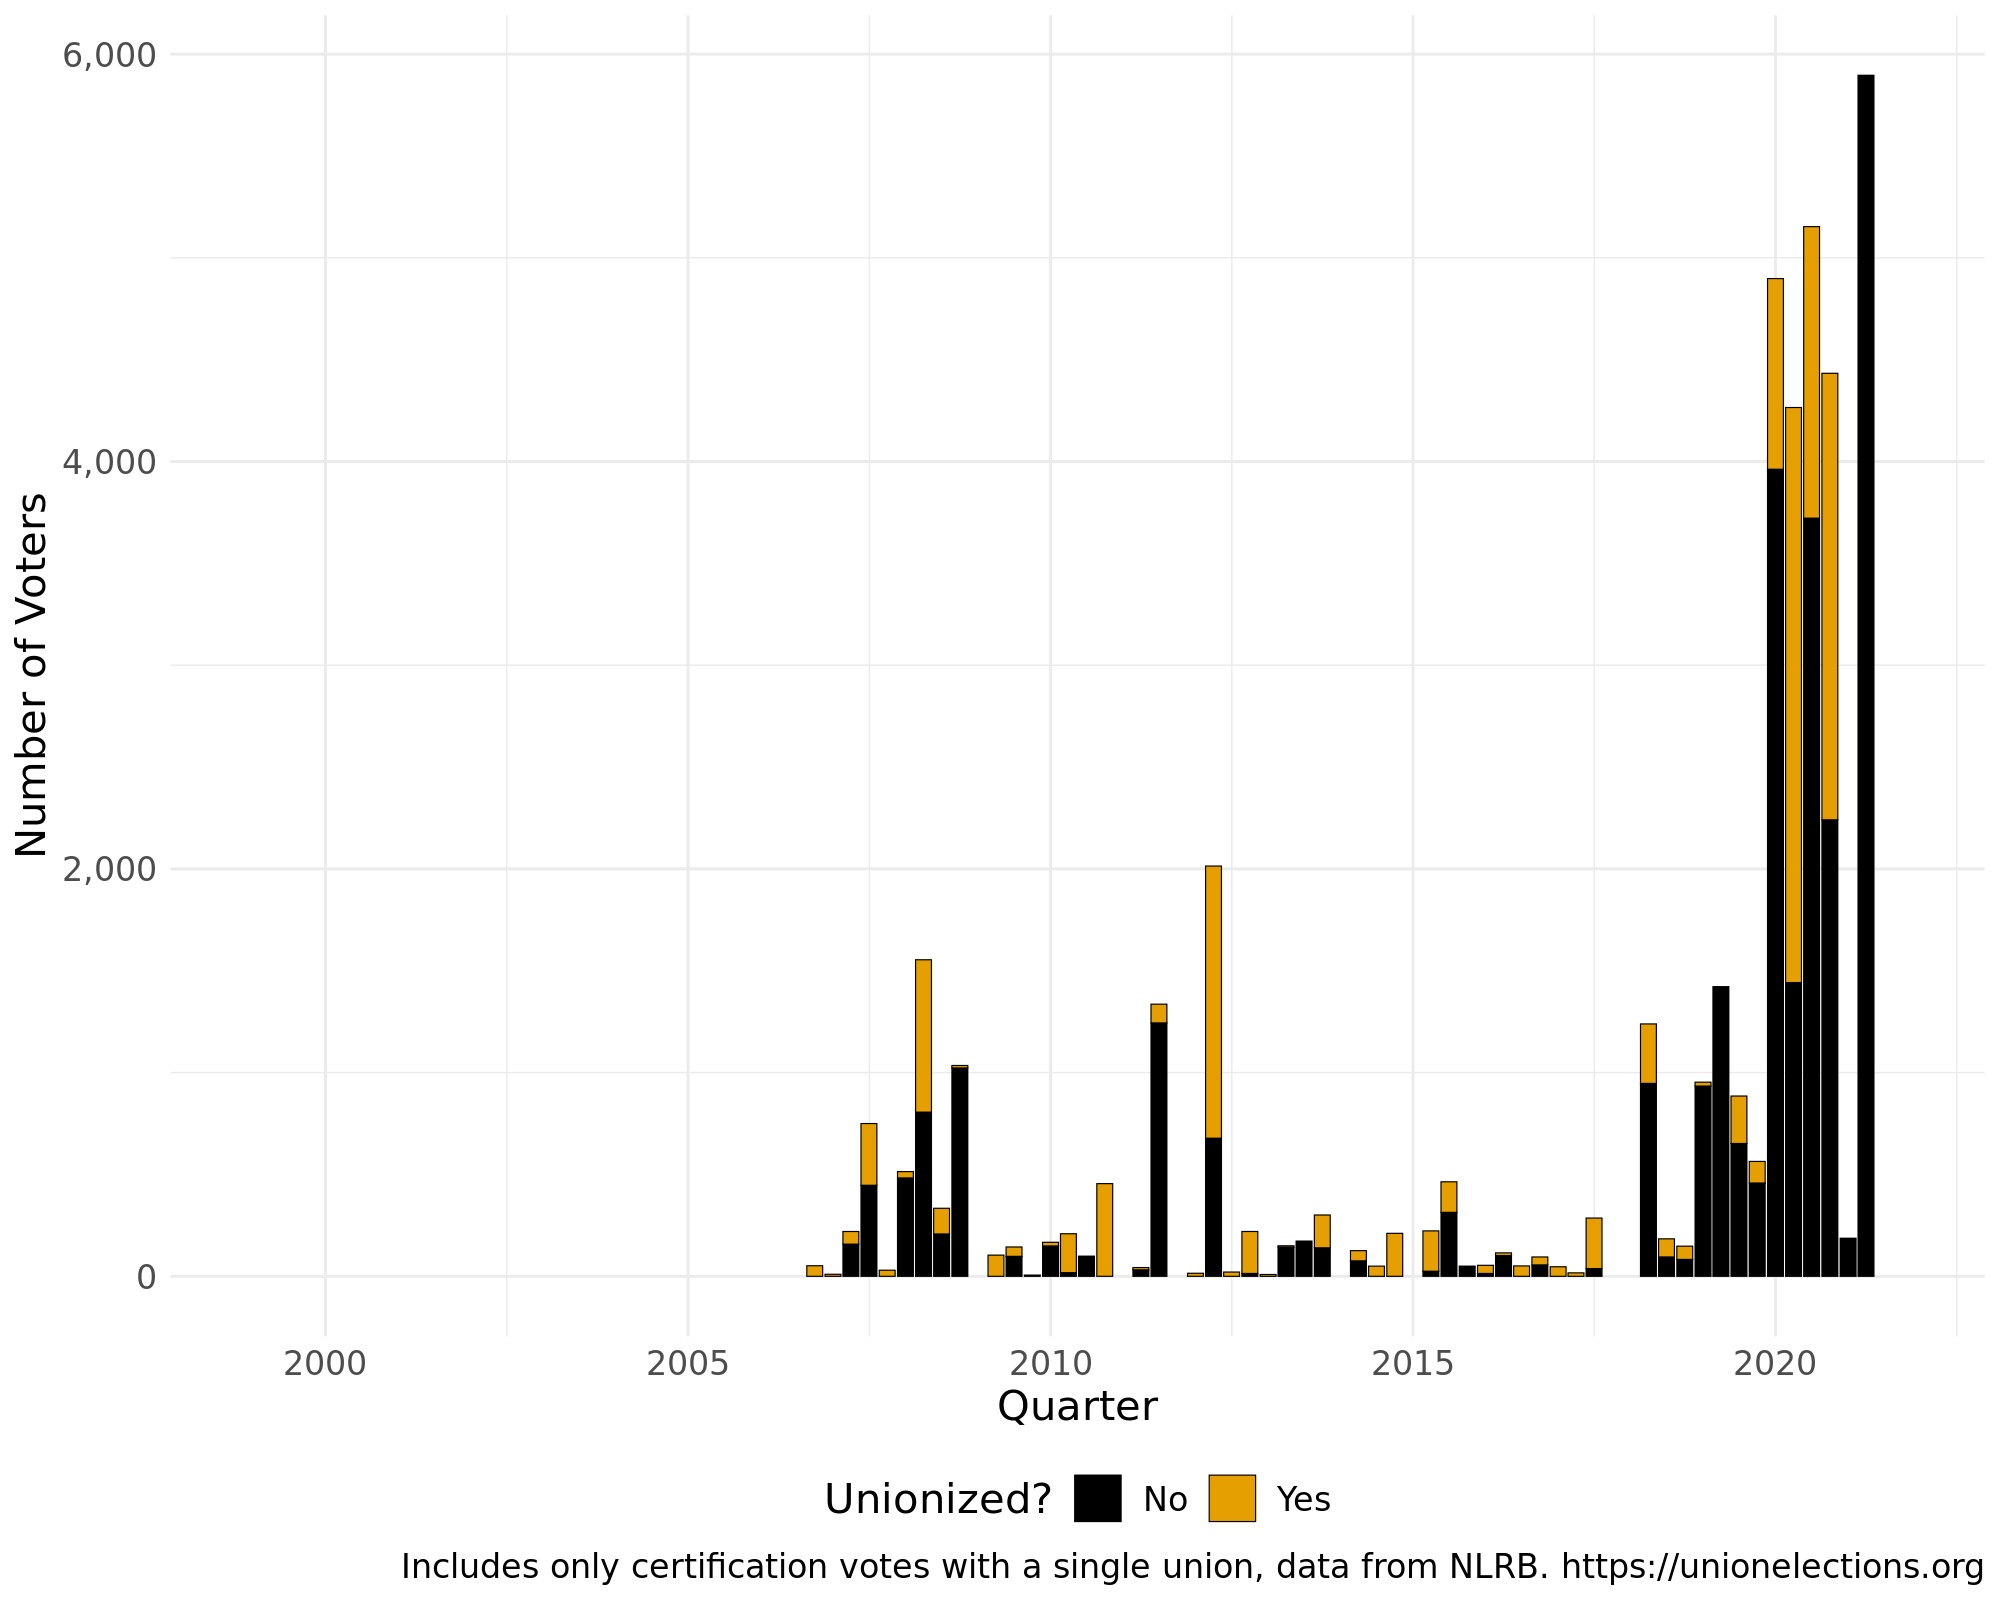 6,000
4,000
2,000
0
Number of Voters
2000 2005 2010 2015 2020
Quarter
Unionized? No Yes
Includes only certification votes with a single union, data from NLRB. https://unionelections.org